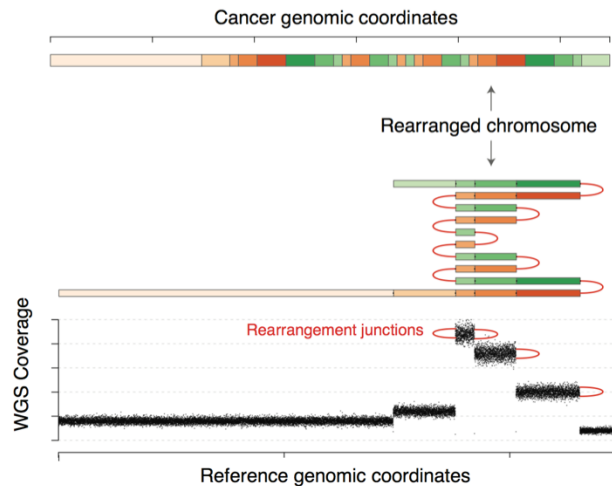 Cancer genomic coordinates
Rearranged chromosome
Rearrangement junctions
WGS Coverage
Reference genomic coordinates